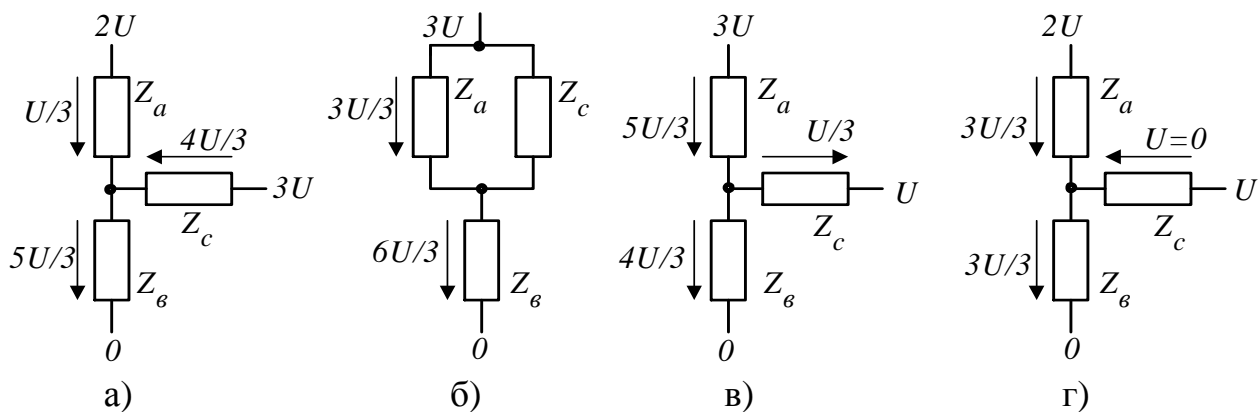 2U
3U
3U
2U
U/3
Z_a
4U/3
3U
Z_c
5U/3
Z_в
0
а)
3U/3
Z_a
Z_c
6U/3
Z_в
0
б)
5U/3
Z_a
U/3
U
Z_c
4U/3
Z_в
0
в)
3U/3
Z_a
U=0
U
Z_c
3U/3
Z_в
0
г)